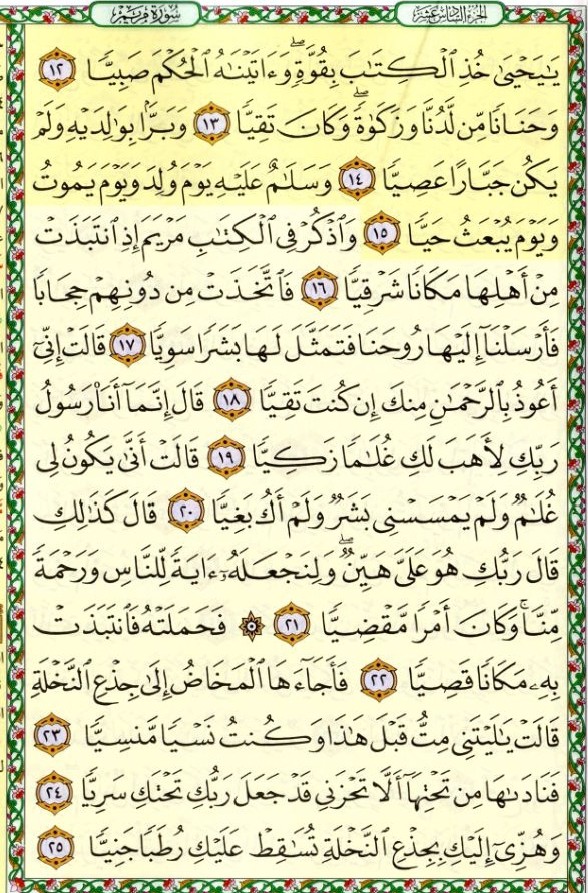 الجزء السادس عشر
سورة مريم
يَٰيَحْيَىٰ خُذِ ٱلْكِتَٰبَ بِقُوَّةٍۖ وَءَاتَيْنَٰهُ ٱلْحُكْمَ صَبِيًّا ١٢
وَحَنَانًا مِّن لَّدُنَّا وَزَكَوٰةًۖ وَكَانَ تَقِيًّا ١٣ وَبَرًّۢا بِوَٰلِدَيْهِ وَلَمْ
يَكُن جَبَّارًا عَصِيًّا ١٤ وَسَلَٰمٌ عَلَيْهِ يَوْمَ وُلِدَ وَيَوْمَ يَمُوتُ
وَيَوْمَ يُبْعَثُ حَيًّا ١٥ وَٱذْكُرْ فِى ٱلْكِتَٰبِ مَرْيَمَ إِذِ ٱنتَبَذَتْ
مِنْ أَهْلِهَا مَكَانًا شَرْقِيًّا ١٦ فَٱتَّخَذَتْ مِن دُونِهِمْ حِجَابًا
فَأَرْسَلْنَآ إِلَيْهَا رُوحَنَا فَتَمَثَّلَ لَهَا بَشَرًا سَوِيًّا ١٧ قَالَتْ إِنِّىٓ
أَعُوذُ بِٱلرَّحْمَٰنِ مِنكَ إِن كُنتَ تَقِيًّا ١٨ قَالَ إِنَّمَآ أَنَا۠ رَسُولُ
رَبِّكِ لِأَهَبَ لَكِ غُلَٰمًا زَكِيًّا ١٩ قَالَتْ أَنَّىٰ يَكُونُ لِى
غُلَٰمٌ وَلَمْ يَمْسَسْنِى بَشَرٌ وَلَمْ أَكُ بَغِيًّا ٢٠ قَالَ كَذَٰلِكِ
قَالَ رَبُّكِ هُوَ عَلَىَّ هَيِّنٌۖ وَلِنَجْعَلَهُۥٓ ءَايَةً لِّلنَّاسِ وَرَحْمَةً
مِّنَّاۚ وَكَانَ أَمْرًا مَّقْضِيًّا ٢١ ۞ فَحَمَلَتْهُ فَٱنتَبَذَتْ
بِهِۦ مَكَانًا قَصِيًّا ٢٢ فَأَجَآءَهَا ٱلْمَخَاضُ إِلَىٰ جِذْعِ ٱلنَّخْلَةِ
قَالَتْ يَٰلَيْتَنِى مِتُّ قَبْلَ هَٰذَا وَكُنتُ نَسْيًا مَّنسِيًّا ٢٣
فَنَادَىٰهَا مِن تَحْتِهَآ أَلَّا تَحْزَنِى قَدْ جَعَلَ رَبُّكِ تَحْتَكِ سَرِيًّا ٢٤
وَهُزِّىٓ إِلَيْكِ بِجِذْعِ ٱلنَّخْلَةِ تُسَٰقِطْ عَلَيْكِ رُطَبًا جَنِيًّا ٢٥